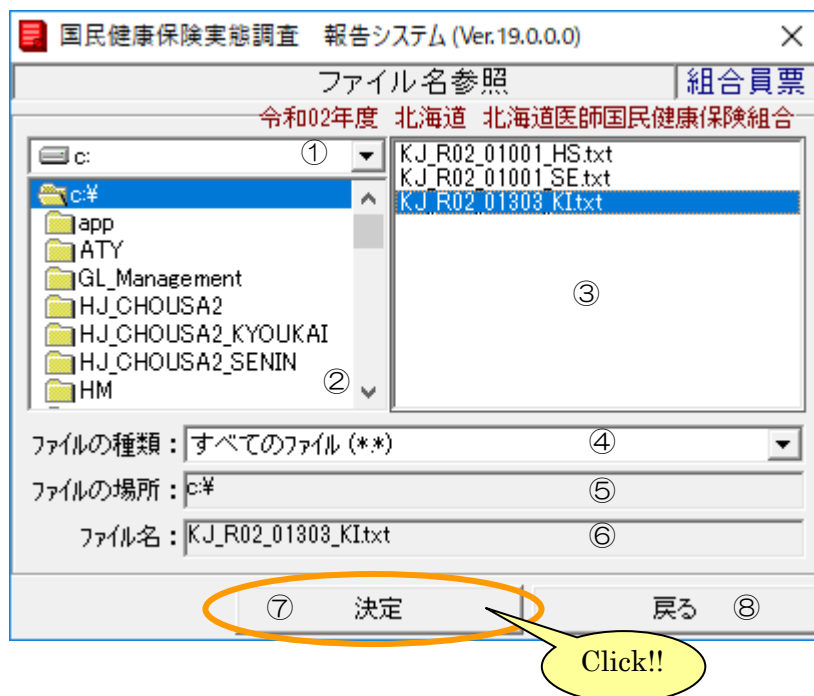 国民健康保険実態調査　報告システム (Ver.19.0.0.0)
ファイル名参照
組合員票
令和02年度 北海道 北海道医師国民健康保険組合
c: ①
c:¥
app
ATY
GL_Management
HJ_CHOUSA2
HJ_CHOUSA2_KYOUKAI
HJ_CHOUSA2_SENIN
HM
②
KJ_R02_01001_HS.txt
KJ_R02_01001_SE.txt
KJ_R02_01303_KI.txt
③
ファイルの種類：すべてのファイル (*.*) ④
ファイルの場所：c:¥ ⑤
ファイル名：KJ_R02_01303_KI.txt ⑥
⑦ 決定
戻る ⑧
Click!!